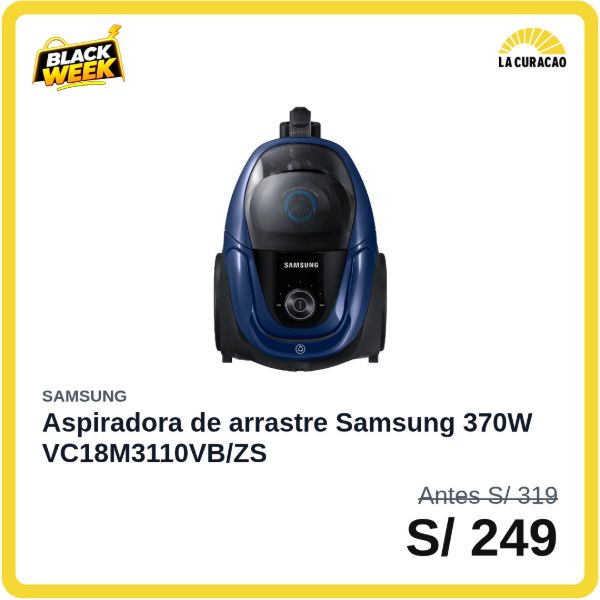 BLACK
WEEK
LA CURACAO
SAMSUNG
SAMSUNG
Aspiradora de arrastre Samsung 370W
VC18M3110VB/ZS
Antes S/ 319
S/ 249